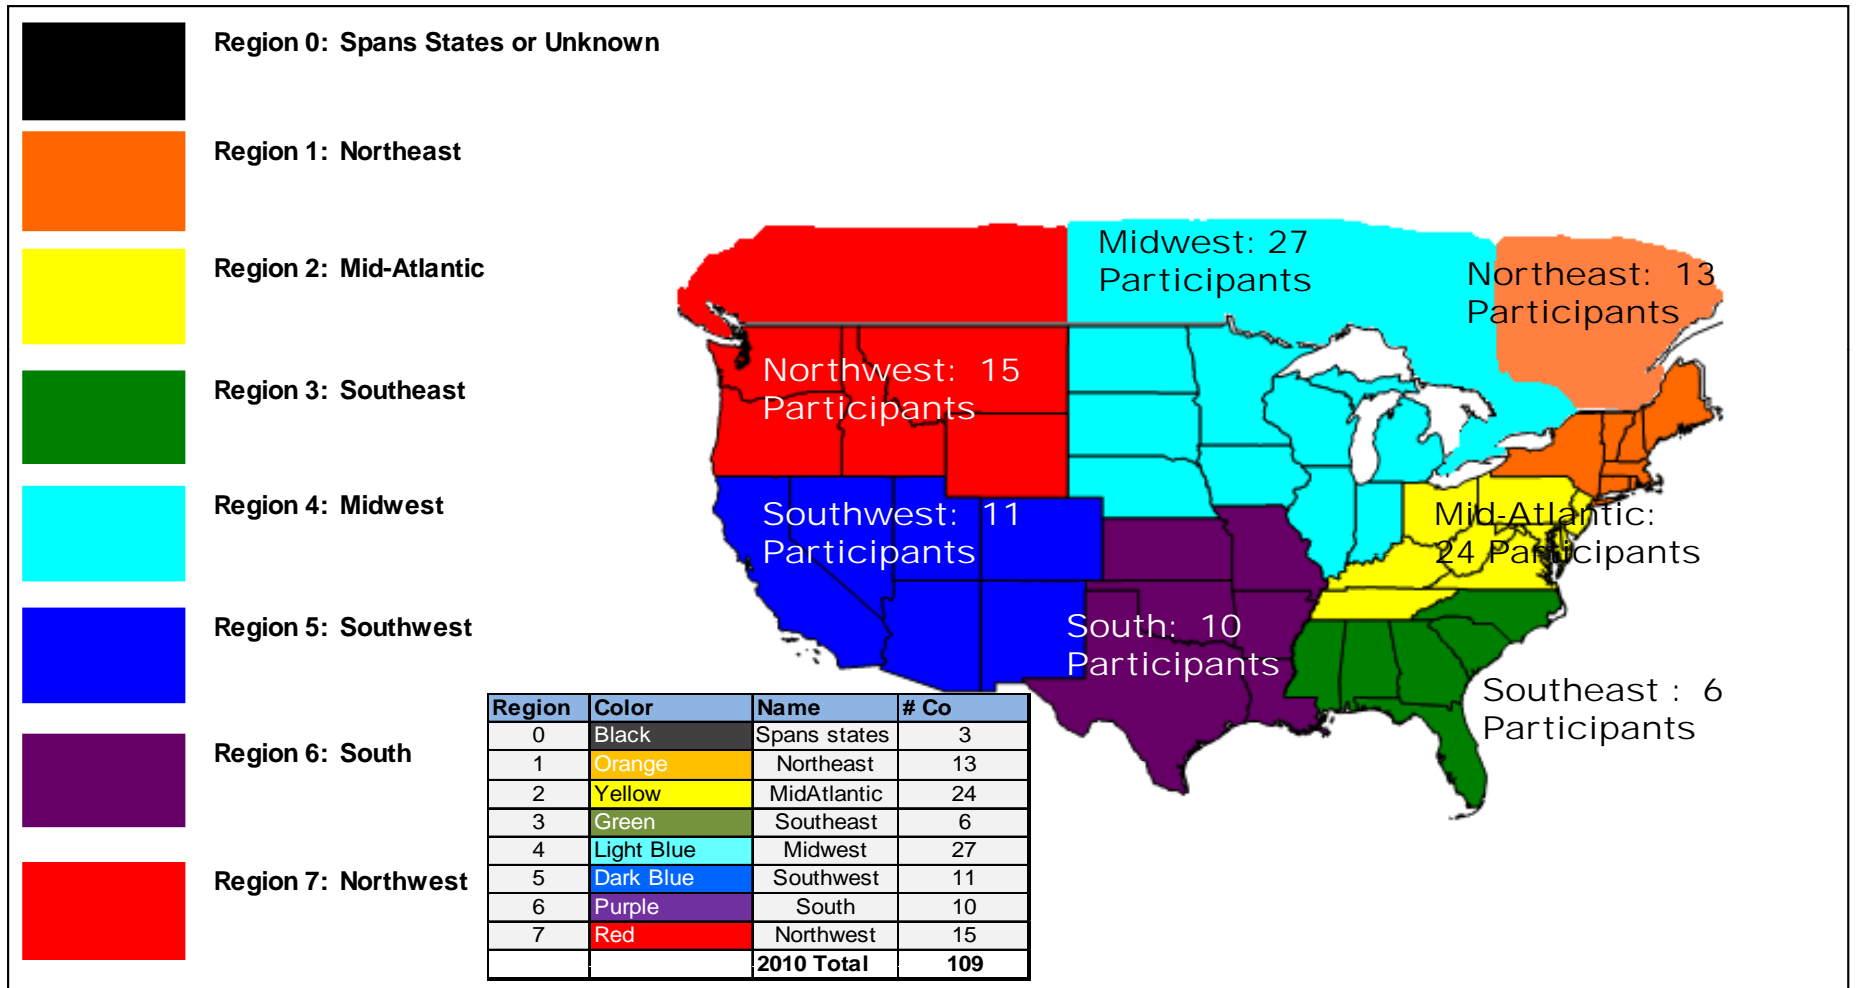 Region 0: Spans States or Unknown
Region 1: Northeast
Region 2: Mid-Atlantic
Region 3: Southeast
Region 4: Midwest
Region 5: Southwest
Region 6: South
Region 7: Northwest
Midwest: 27
Participants
Northeast: 13
Participants
Northwest: 15
Participants
Southwest: 11
Participants
Mid-Atlantic:
24 Participants
South: 10
Participants
Southeast : 6
Participants
Region Color Name # Co
0 Black Spans states 3
1 Orange Northeast 13
2 Yellow MidAtlantic 24
3 Green Southeast 6
4 Light Blue Midwest 27
5 Dark Blue Southwest 11
6 Purple South 10
7 Red Northwest 15
2010 Total 109